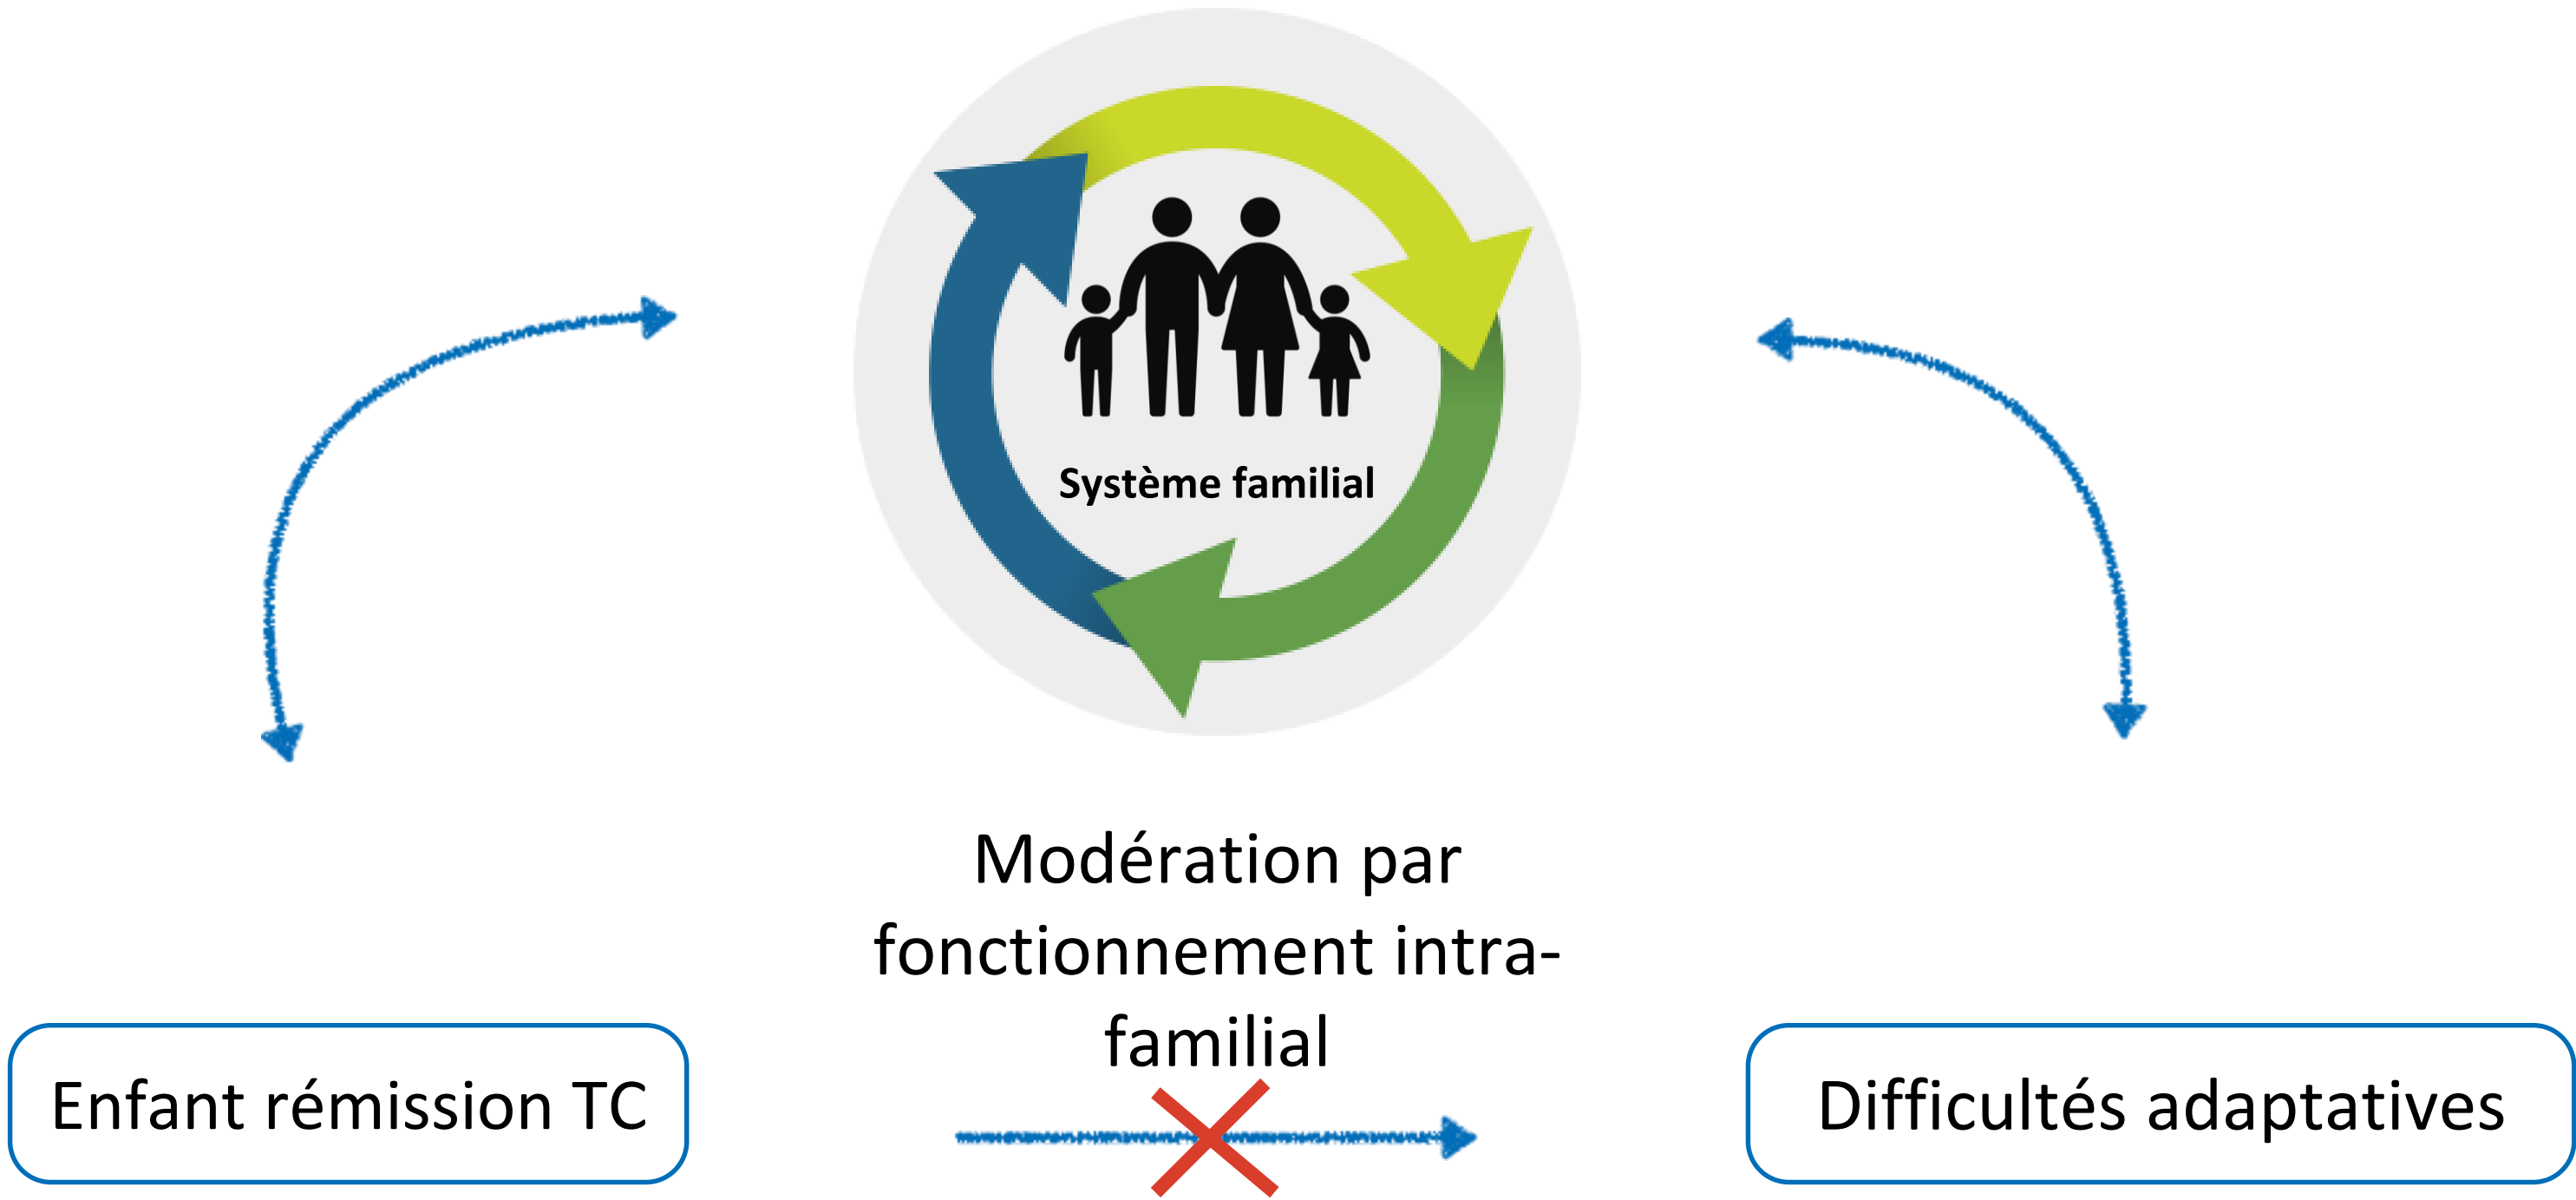 Système familial
Modération par
fonctionnement intra-
familial
Enfant rémission TC
Difficultés adaptatives